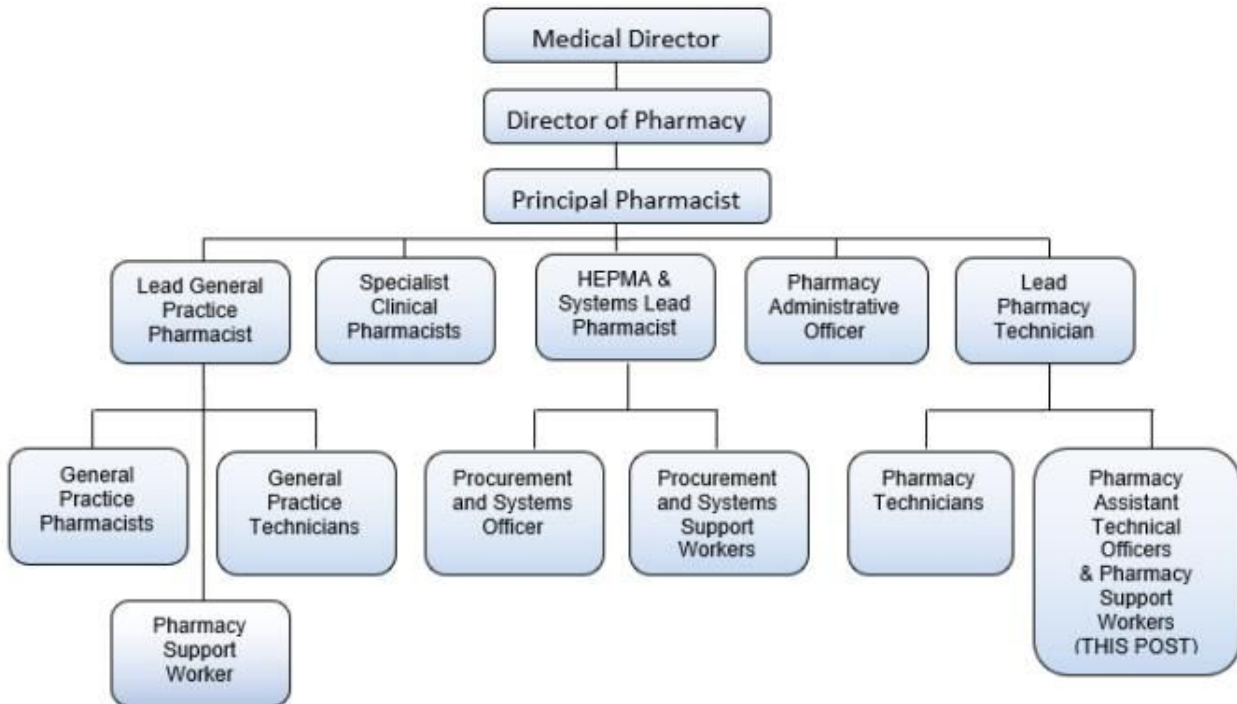 Medical Director
Director of Pharmacy
Principal Pharmacist
Lead General
Practice
Pharmacist
Specialist
Clinical
Pharmacists
HEPMA &
Systems Lead
Pharmacist
Pharmacy
Administrative
Officer
Lead
Pharmacy
Technician
General
Practice
Pharmacists
General
Practice
Technicians
Procurement
and Systems
Officer
Procurement
and Systems
Support
Workers
Pharmacy
Technicians
Pharmacy
Assistant
Technical
Officers
& Pharmacy
Support
Workers
(THIS POST)
Pharmacy
Support
Worker